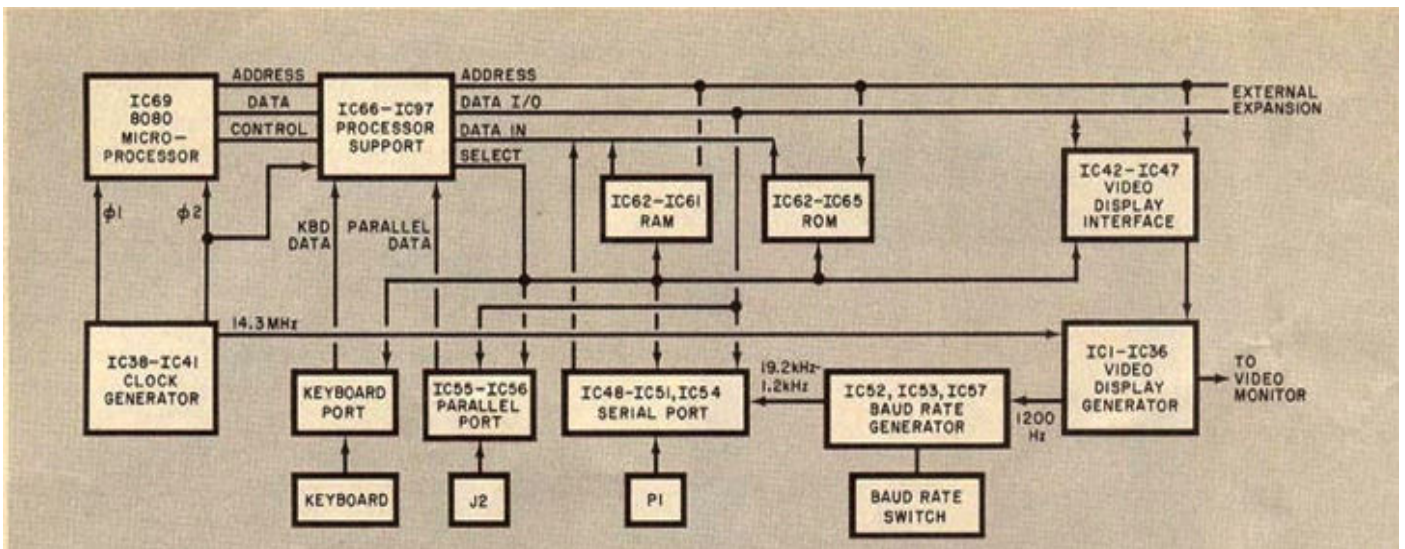 ADDRESS
DATA
CONTROL
IC69
8080
MICRO-
PROCESSOR
IC66-IC97
PROCESSOR
SUPPORT
ADDRESS
DATA I/O
DATA IN
SELECT
EXTERNAL
EXPANSION
ϕ1
ϕ2
KBD
DATA
PARALLEL
DATA
IC62-IC61
RAM
IC62-IC65
ROM
IC42-IC47
VIDEO
DISPLAY
INTERFACE
14.3MHz
IC38-IC41
CLOCK
GENERATOR
KEYBOARD
PORT
IC55-IC56
PARALLEL
PORT
IC48-IC51, IC54
SERIAL PORT
19.2kHz-
1.2kHz
IC52, IC53, IC57
BAUD RATE
GENERATOR
1200
Hz
IC1-IC36
VIDEO
DISPLAY
GENERATOR
TO
VIDEO
MONITOR
KEYBOARD
J2
P1
BAUD RATE
SWITCH